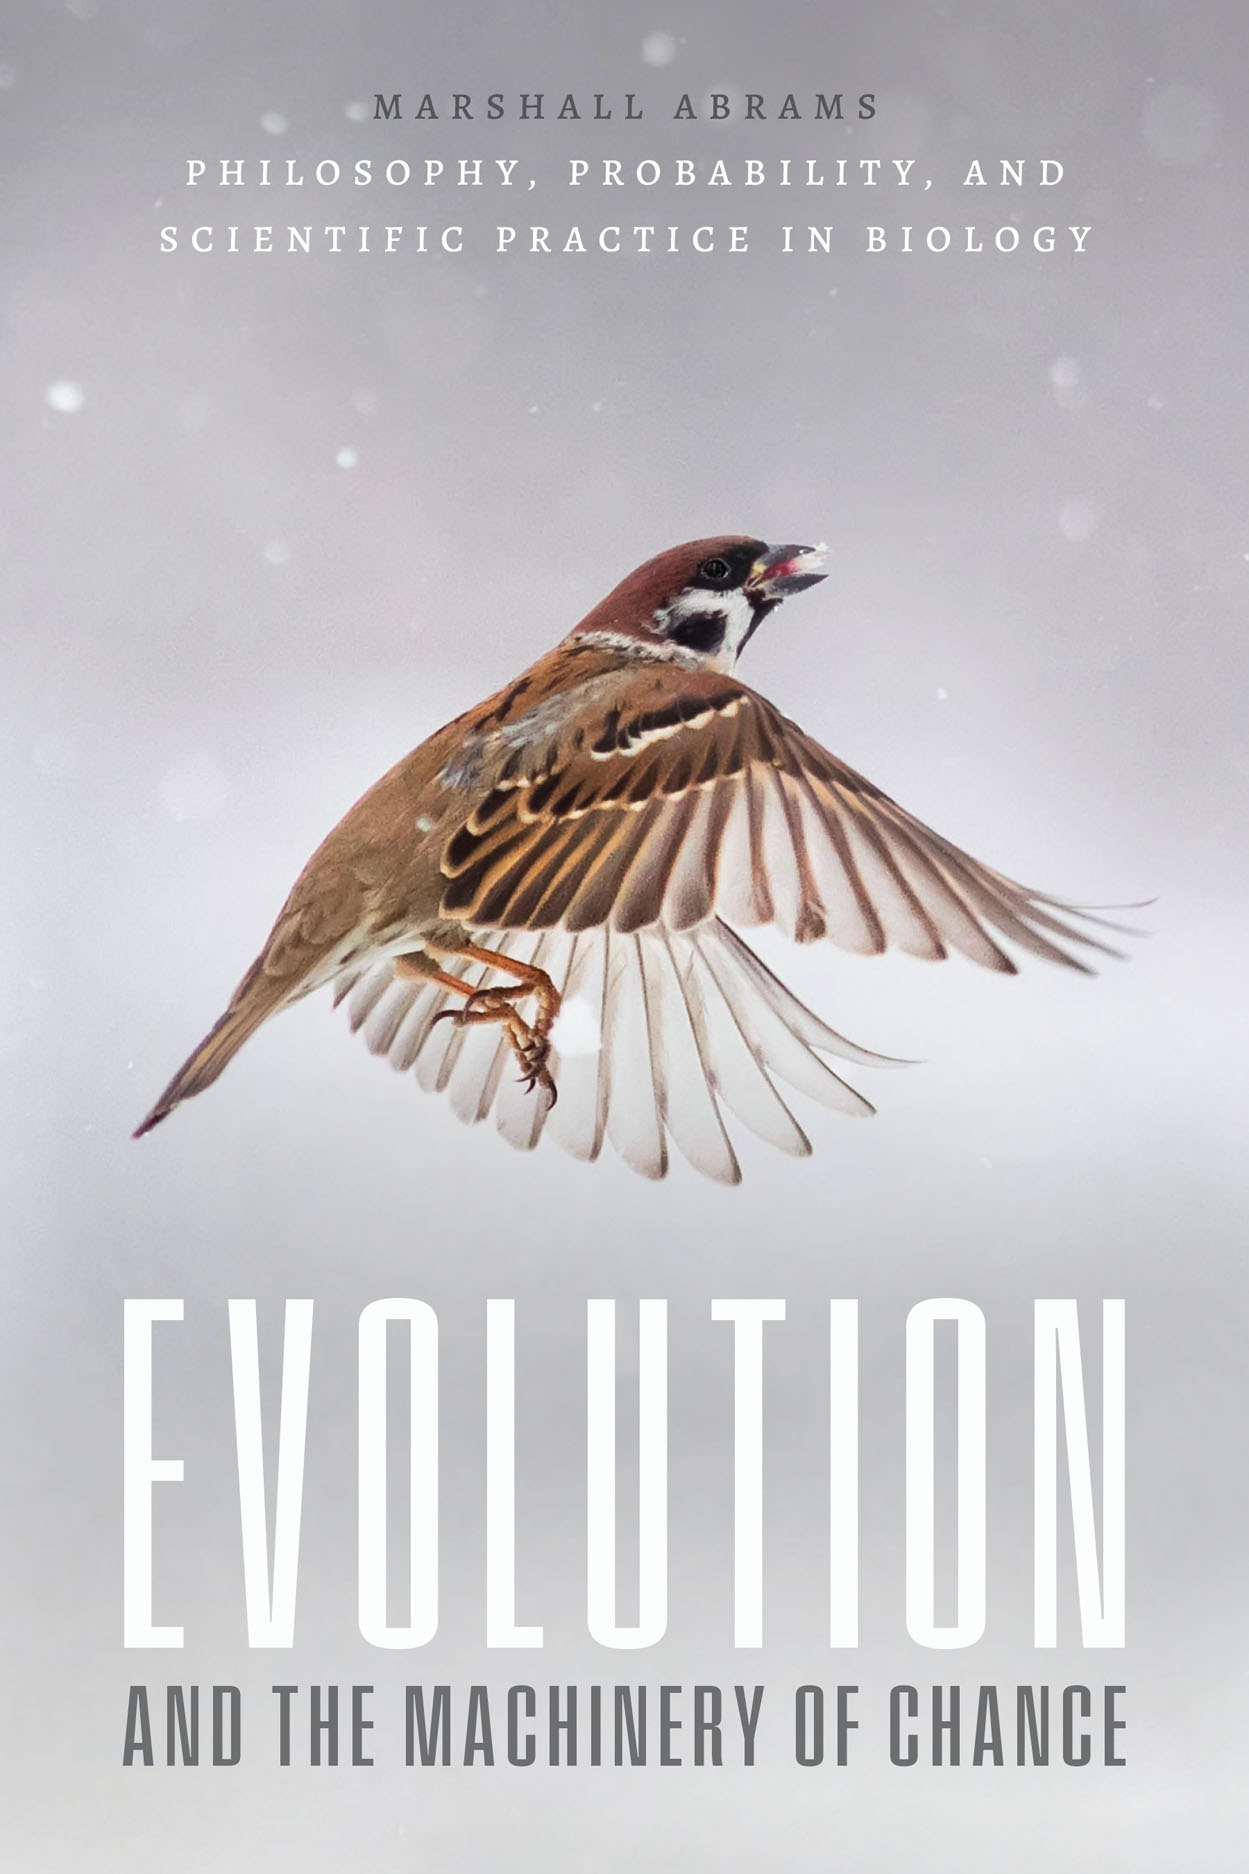 MARSHALL ABRAMS
PHILOSOPHY, PROBABILITY, AND
SCIENTIFIC PRACTICE IN BIOLOGY
EVOLUTION
AND THE MACHINERY OF CHANCE